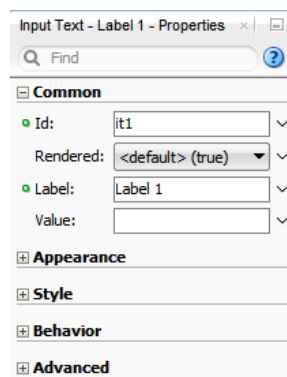 Input Text - Label 1 - Properties
Find
Common
Id: it1
Rendered: <default> (true)
Label: Label 1
Value:
Appearance
Style
Behavior
Advanced